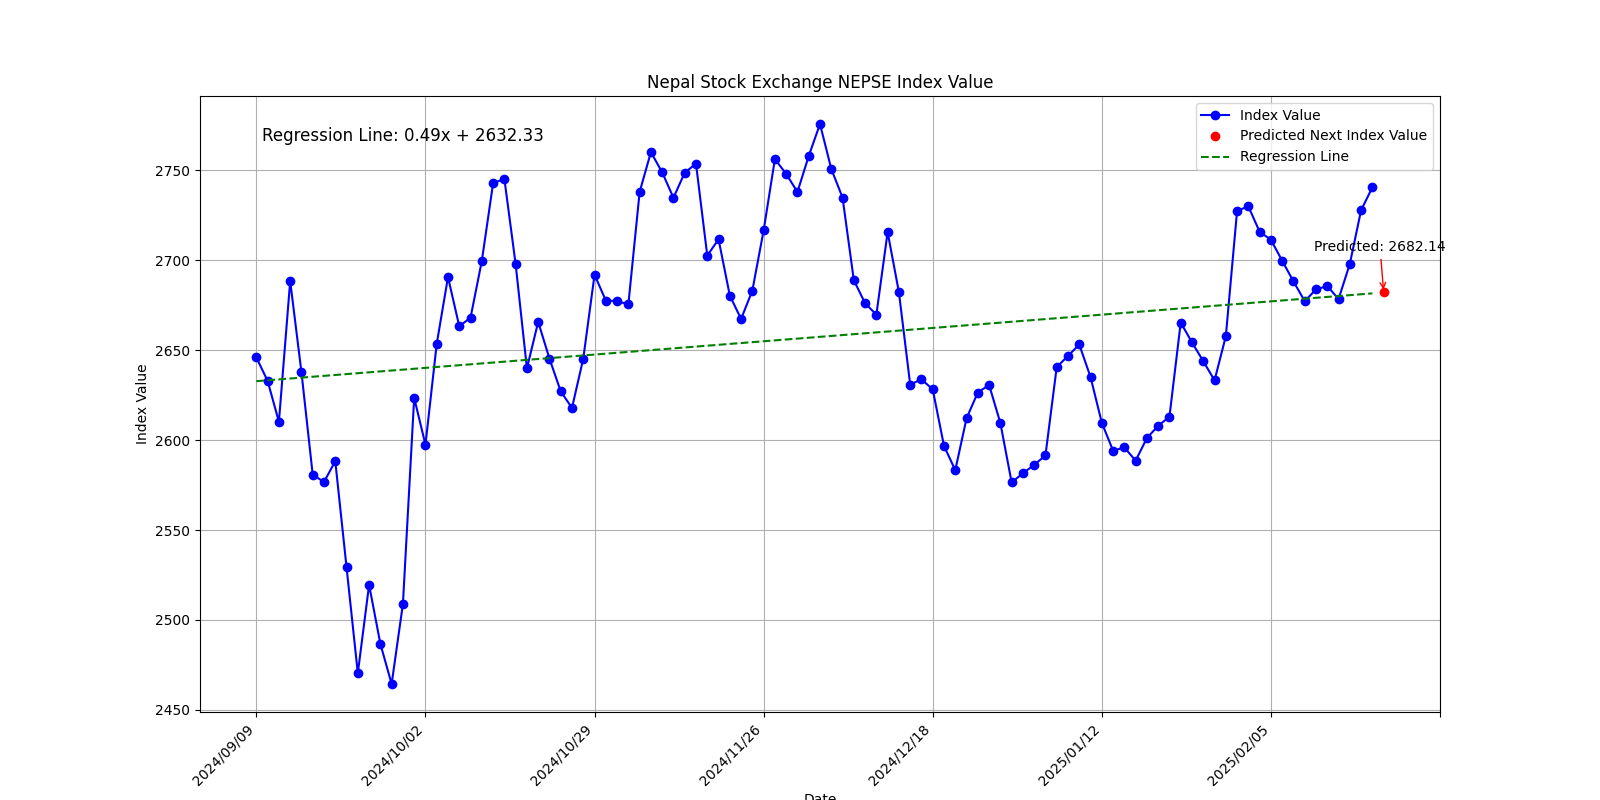 Nepal Stock Exchange NEPSE Index Value
Regression Line: 0.49x + 2632.33
Index Value
Predicted Next Index Value
Regression Line
Predicted: 2682.14
Index Value
2750
2700
2650
2600
2550
2500
2450
2024/09/09
2024/10/02
2024/10/29
2024/11/26
2024/12/18
2025/01/12
2025/02/05
Date